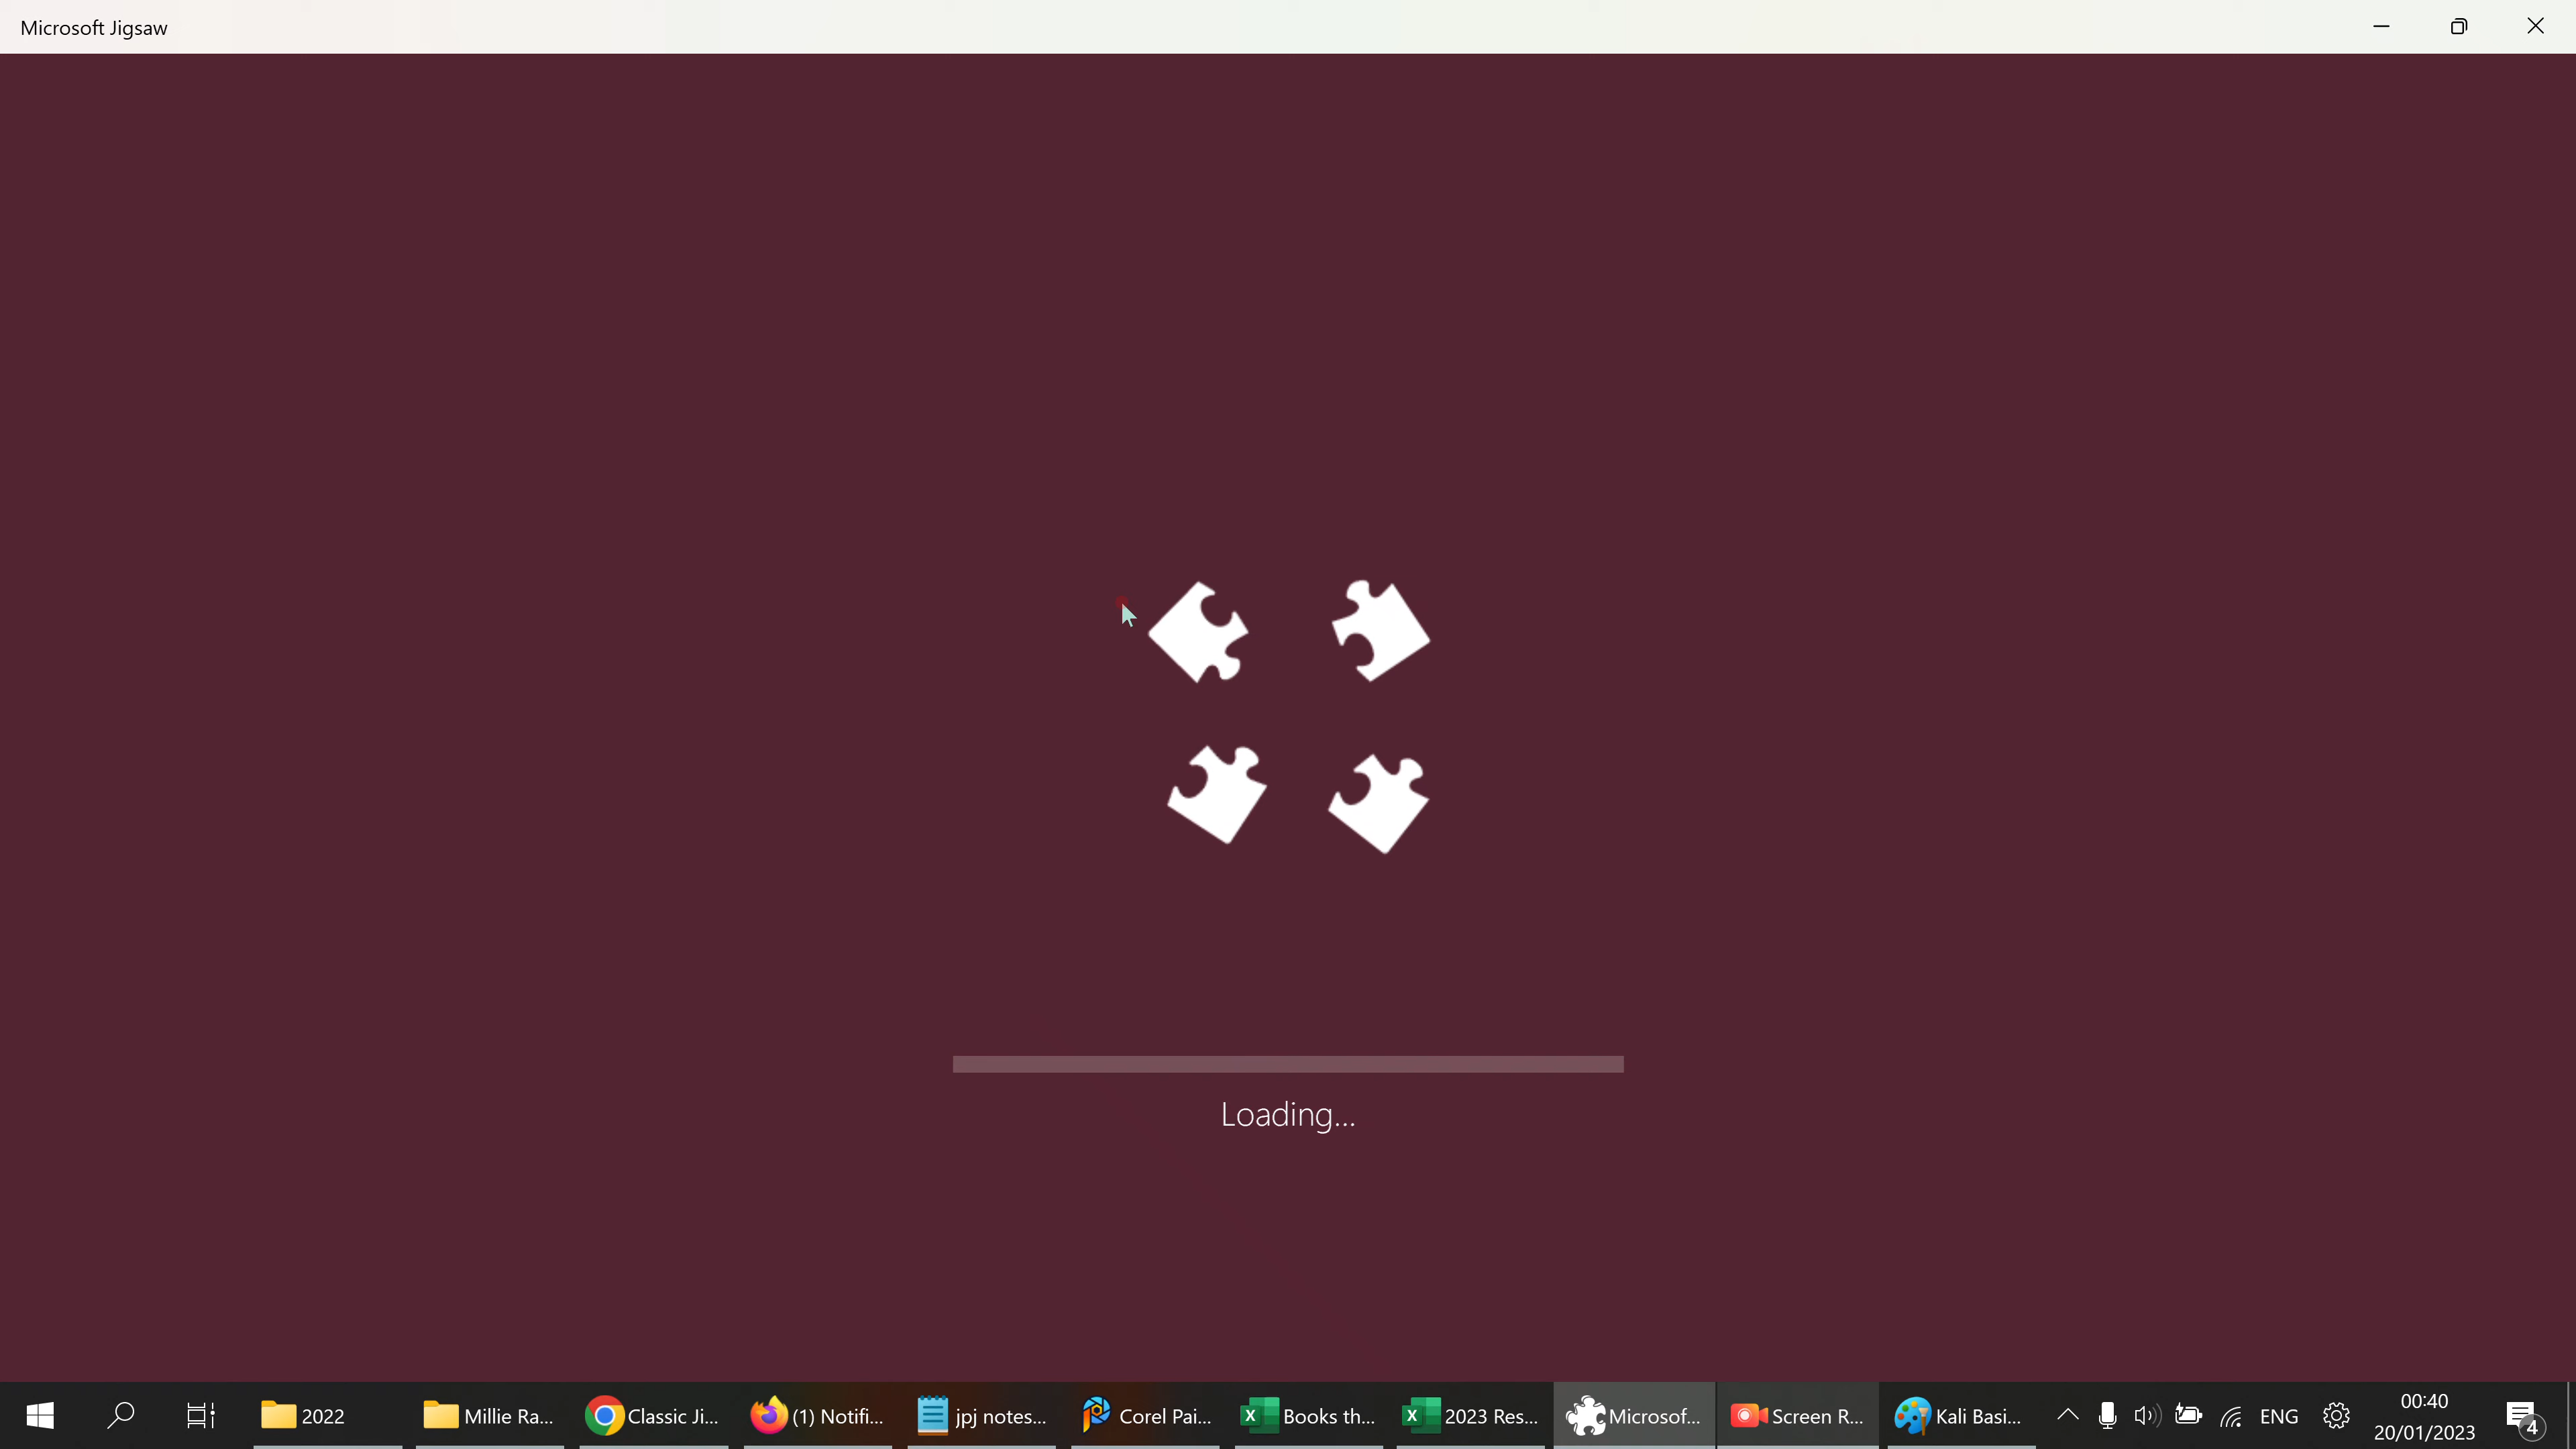 Microsoft Jigsaw
Loading...
2022
Millie Ra...
Classic Ji...
(1) Notifi...
jpj notes...
Corel Pai...
Books th...
2023 Res...
Microsof...
Screen R...
Kali Basi...
ENG
00:40
20/01/2023
4